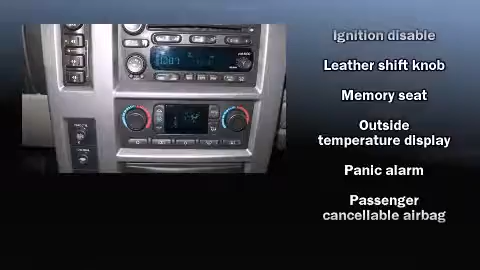 Ignition disable
Leather shift knob
Memory seat
Outside
temperature display
Panic alarm
Passenger
cancellable airbag